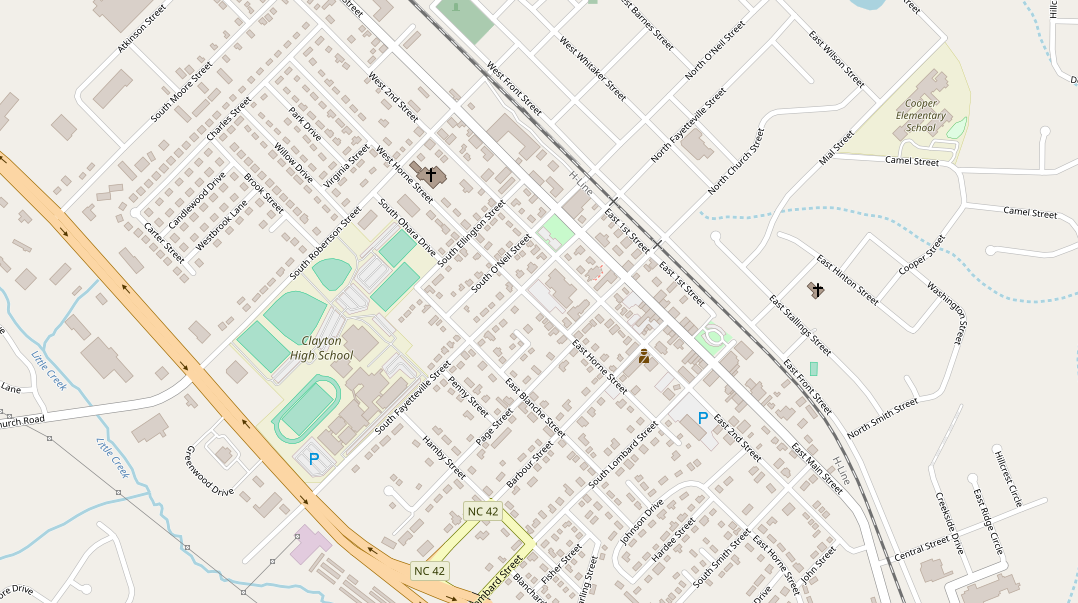 Atkinson Street
West Barnes Street
West Whitaker Street
North O'Neil Street
East Wilson Street
South Moore Street
West 2nd Street
West Front Street
North Fayetteville Street
Cooper
Elementary
School
Charles Street
Park Drive
Willow Drive
Virginia Street
West Horne Street
North Church Street
Mial Street
Camel Street
H-Line
Candlewood Drive
Brook Street
Westbrook Lane
Carter Street
South Ohara Drive
South Ellington Street
South Robertson Street
South O'Neil Street
East 1st Street
East 1st Street
Camel Street
Cooper Street
East Hinton Street
Washington Street
East Stallings Street
Clayton
High School
Little Creek
Lane
East Horne Street
East Front Street
South Fayetteville Street
Penny Street
East Blanche Street
Page Street
P
P
North Smith Street
East 2nd Street
South Lombard Street
Hamby Street
Barbour Street
East Main Street
H-Line
Church Road
Little Creek
Greenwood Drive
Hillcrest Circle
East Ridge Circle
Creekside Drive
Central Street
NC 42
NC 42
Johnson Drive
Hardee Street
South Smith Street
East Horne Street
John Street
Fisher Street
Lombard Street
Drive